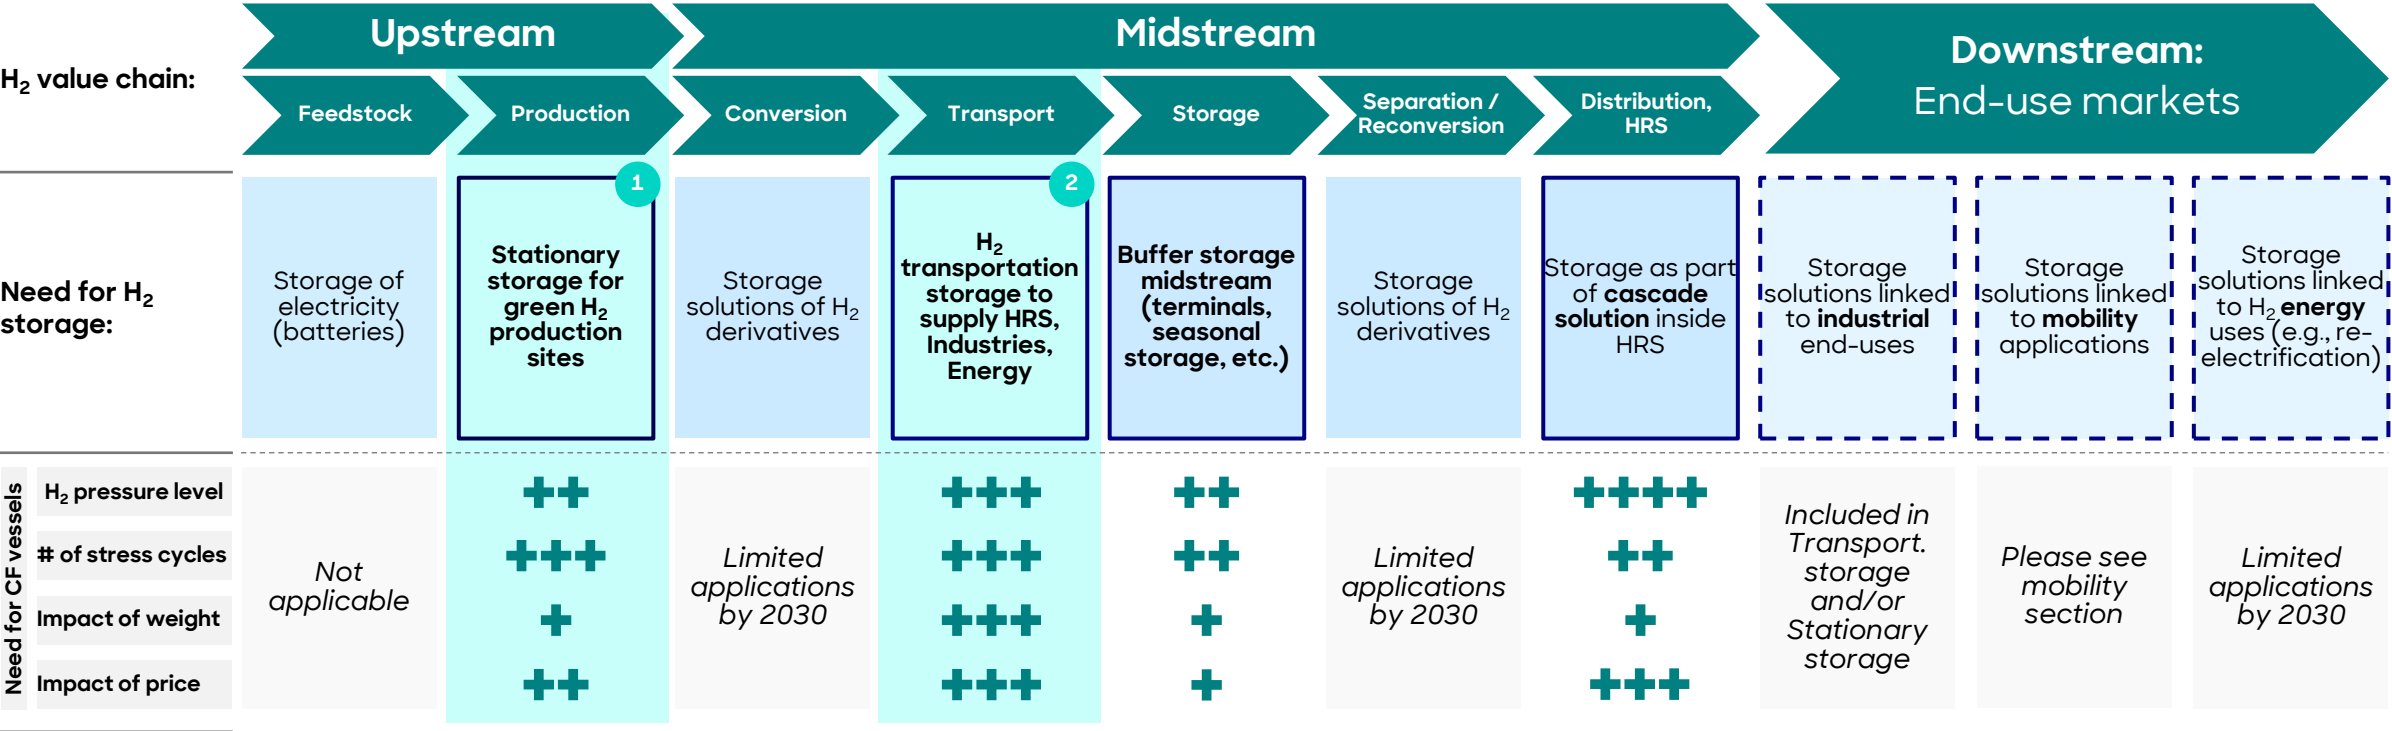 H₂ value chain:
Upstream
Midstream
Downstream:
End-use markets
Feedstock
Production
Conversion
Transport
Storage
Separation /
Reconversion
Distribution,
HRS
Need for H₂
storage:
Storage of
electricity
(batteries)
1
Stationary
storage for
green H₂
production
sites
Storage
solutions of H₂
derivatives
2
H₂
transportation
storage to
supply HRS,
Industries,
Energy
Buffer storage
midstream
(terminals,
seasonal
storage, etc.)
Storage
solutions of H₂
derivatives
Storage as part
of cascade
solution inside
HRS
Storage
solutions linked
to industrial
end-uses
Storage
solutions linked
to mobility
applications
Storage
solutions linked
to H₂ energy
uses (e.g., re-
electrification)
Need for CF vessels
H₂ pressure level
++
+++
++
++++
# of stress cycles
+++
+++
++
++
Impact of weight
+
+++
+
+
Impact of price
++
+++
+
+++
Not
applicable
Limited
applications
by 2030
Limited
applications
by 2030
Included in
Transport.
storage
and/or
Stationary
storage
Please see
mobility
section
Limited
applications
by 2030